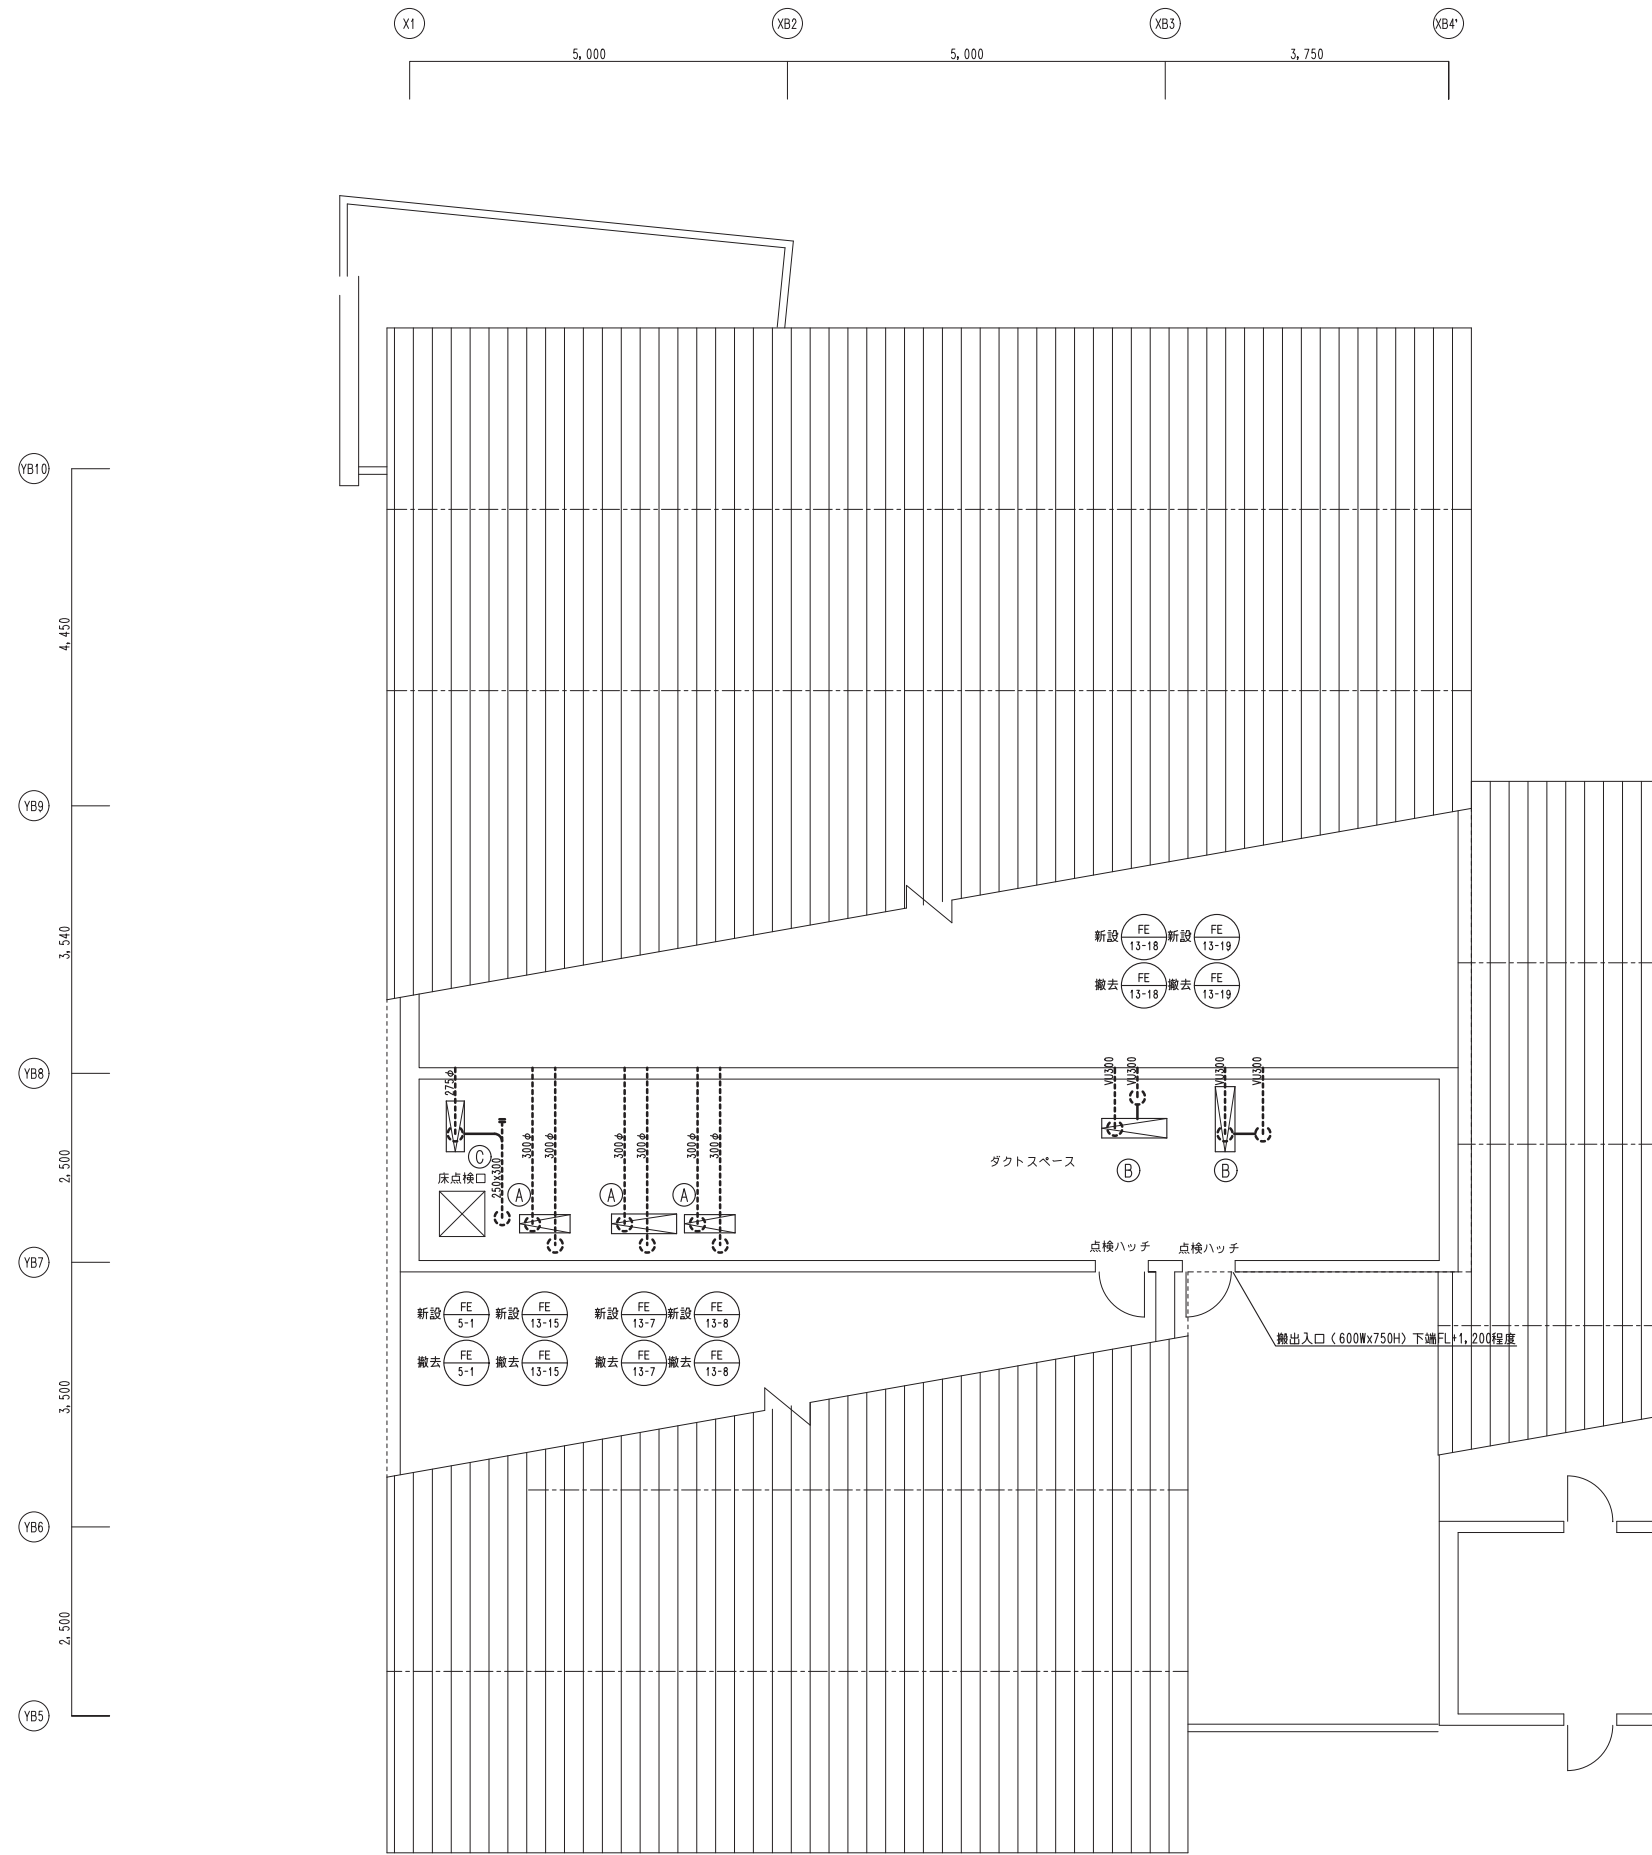 X1 XB2 XB3 XB4'
5,000 5,000 3,750
YB10
4,450
YB9
3,540
新設 FE 13-18 新設 FE 13-19
撤去 FE 13-18 撤去 FE 13-19
YB8
275φ VU300 VU300 VU300 VU300
300φ 300φ 300φ 300φ 300φ 300φ
C
ダクトスペース
B B
2,500
床点検口
250x300
A A A
点検ハッチ 点検ハッチ
YB7
新設 FE 5-1 新設 FE 13-15 新設 FE 13-7 新設 FE 13-8
搬出入口（600Wx750H）下端FL+1,200程度
撤去 FE 5-1 撤去 FE 13-15 撤去 FE 13-7 撤去 FE 13-8
3,500
YB6
2,500
YB5